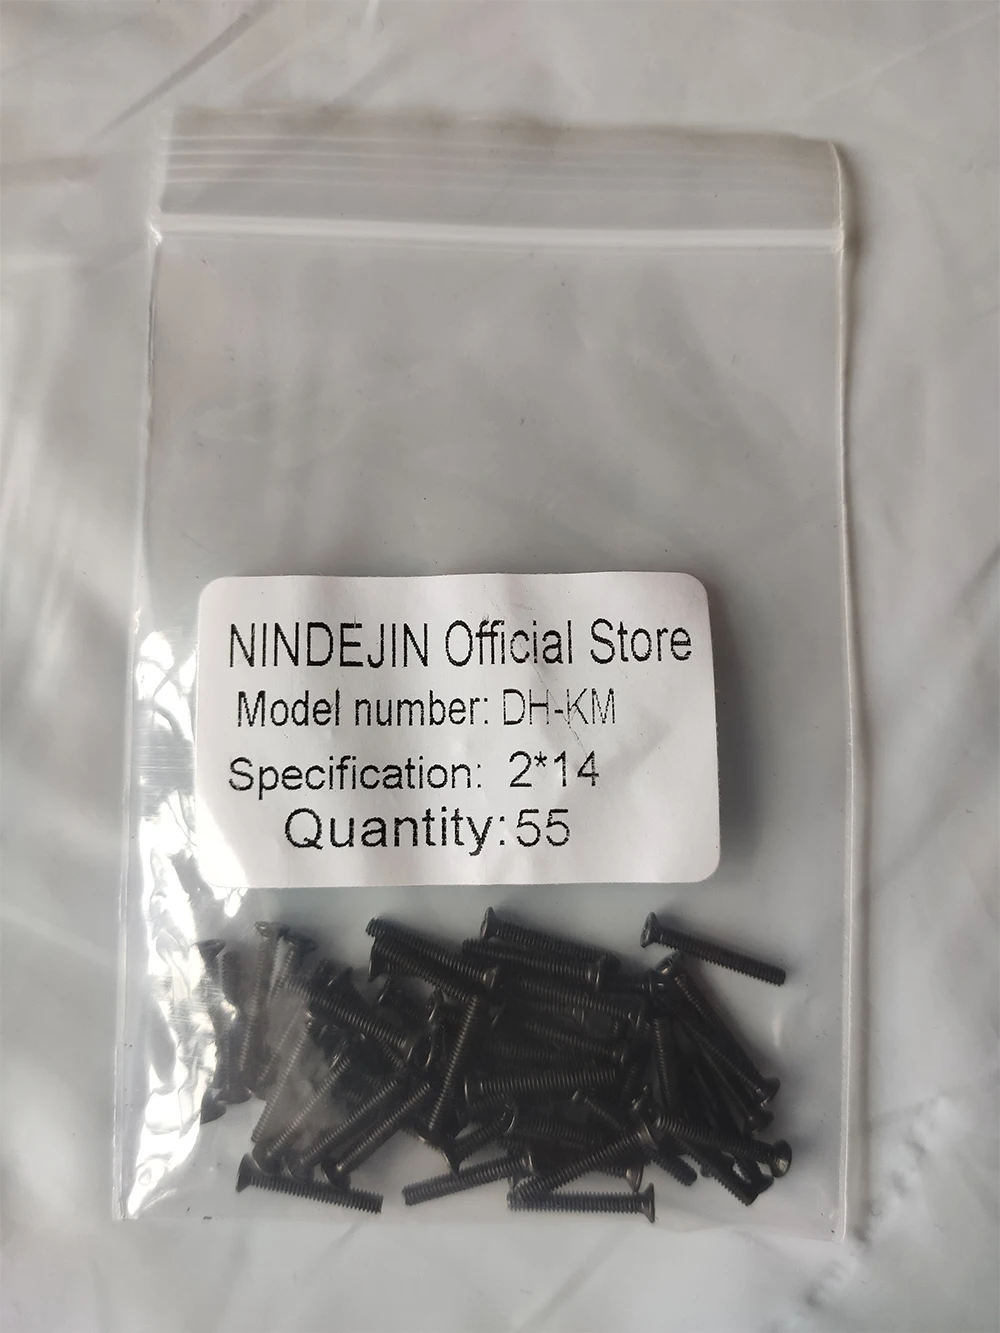 NINDEJIN Official Store
Model number: DH-KM
Specification: 2*14
Quantity:55